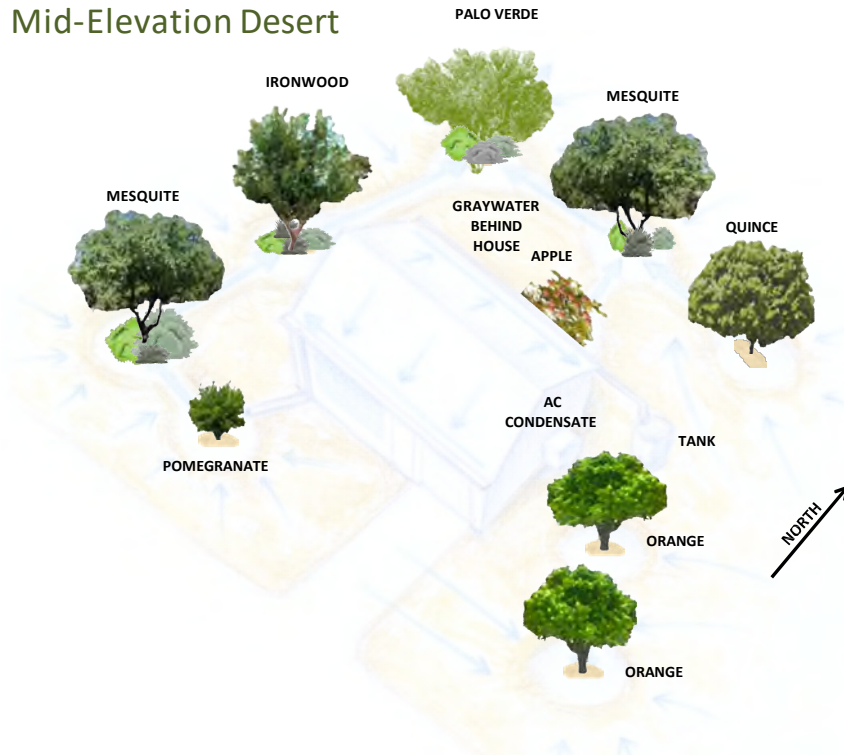 Mid-Elevation Desert
PALO VERDE
IRONWOOD
MESQUITE
MESQUITE
GRAYWATER
BEHIND
HOUSE
QUINCE
APPLE
AC
CONDENSATE
TANK
POMEGRANATE
NORTH
ORANGE
ORANGE